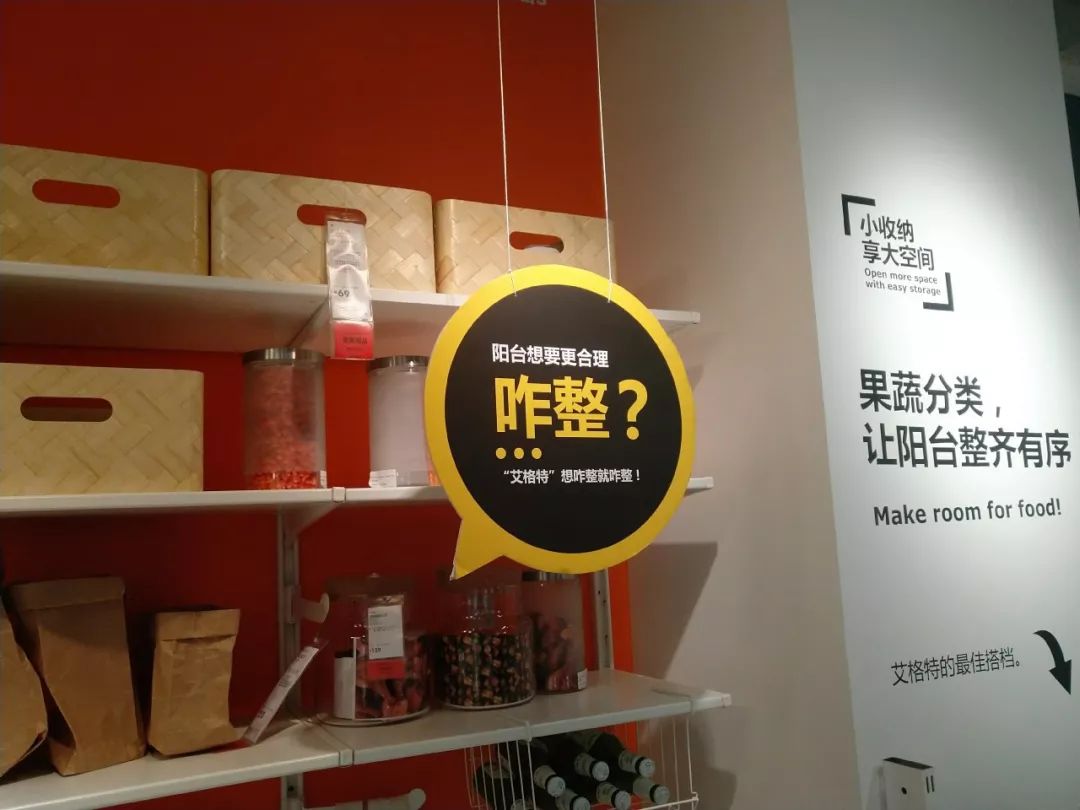 阳台想要更合理
咋整？
“艾格特”想咋整就咋整！
小收纳
享大空间
Open more space
with easy storage
果蔬分类，
让阳台整齐有序
Make room for food!
艾格特的最佳搭档。
69